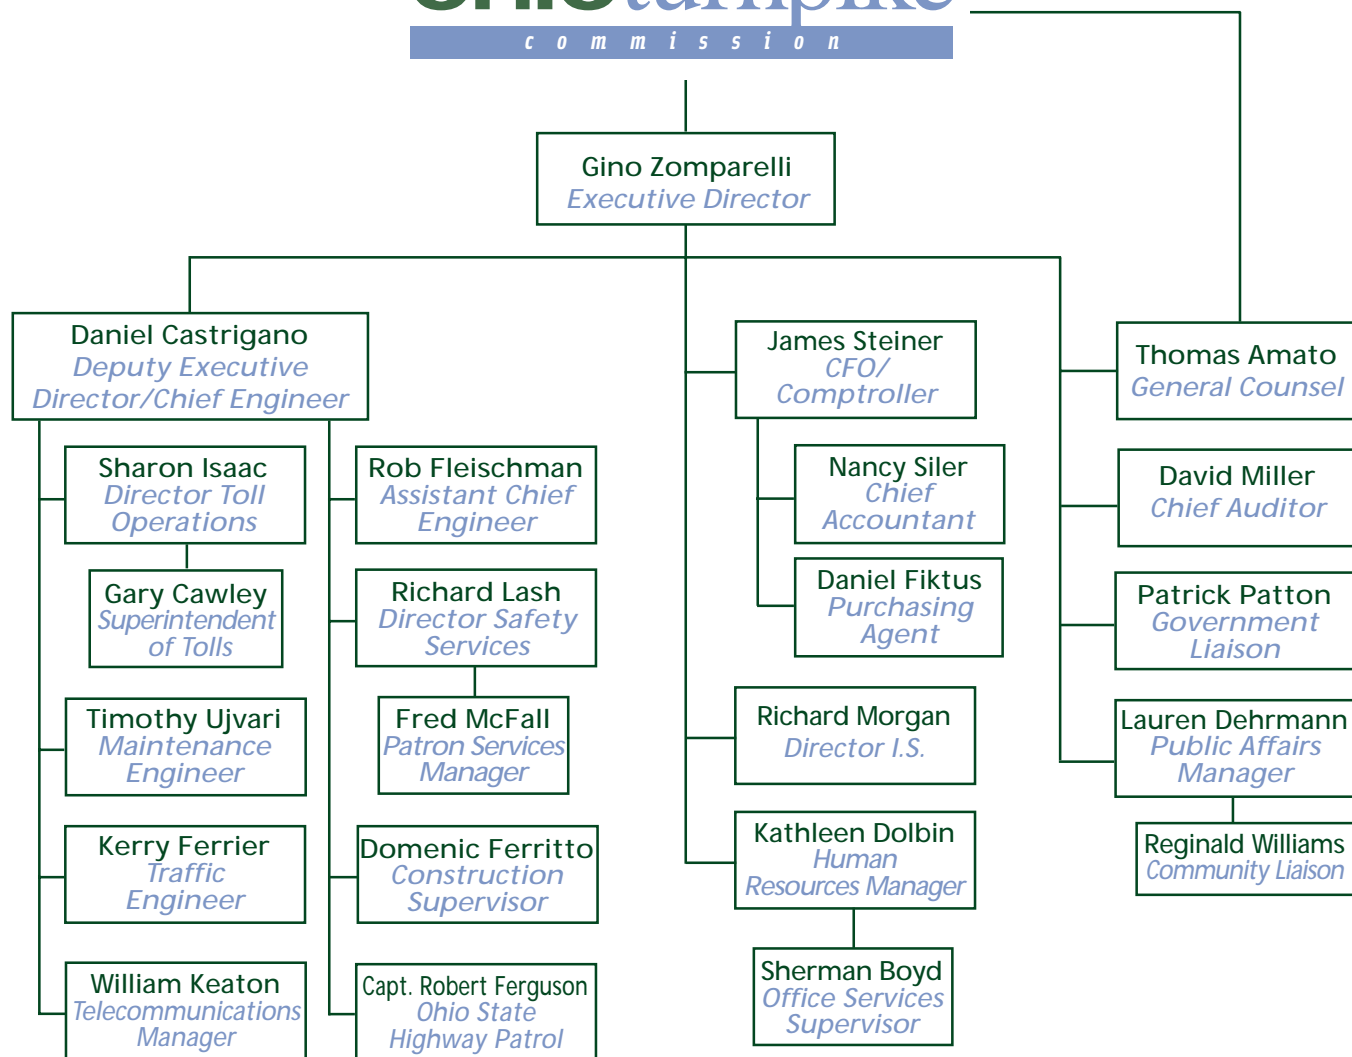 ohio turnpike
commission
Gino Zomparelli
Executive Director
Daniel Castrigano
Deputy Executive
Director/Chief Engineer
Sharon Isaac
Director Toll
Operations
Gary Cawley
Superintendent
of Tolls
Timothy Ujvari
Maintenance
Engineer
Kerry Ferrier
Traffic
Engineer
William Keaton
Telecommunications
Manager
Rob Fleischman
Assistant Chief
Engineer
Richard Lash
Director Safety
Services
Fred McFall
Patron Services
Manager
Domenic Ferritto
Construction
Supervisor
Capt. Robert Ferguson
Ohio State
Highway Patrol
James Steiner
CFO/
Comptroller
Nancy Siler
Chief
Accountant
Daniel Fiktus
Purchasing
Agent
Richard Morgan
Director I.S.
Kathleen Dolbin
Human
Resources Manager
Sherman Boyd
Office Services
Supervisor
Thomas Amato
General Counsel
David Miller
Chief Auditor
Patrick Patton
Government
Liaison
Lauren Dehrmann
Public Affairs
Manager
Reginald Williams
Community Liaison